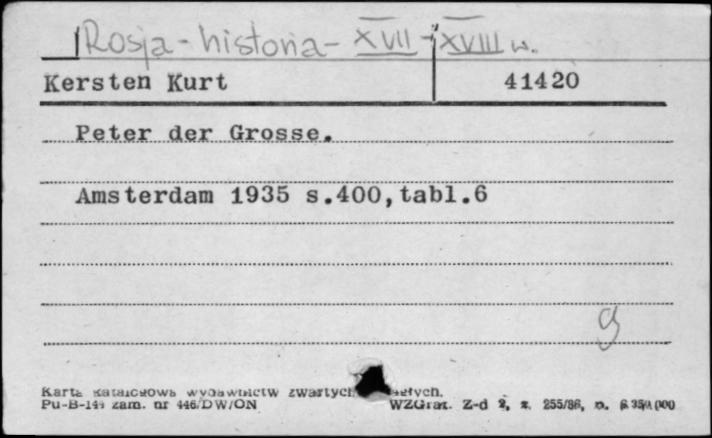 Rosja - historia - XVII - XVIII w.
Kersten Kurt 41420
Peter der Grosse.
Amsterdam 1935 s.400,tabl.6
g
Karta katalogowa wydawnictw zwartych
Pu-B-144 zam. nr 446/DW/ON WZGraf. Z-d 2, z. 255/86, n.